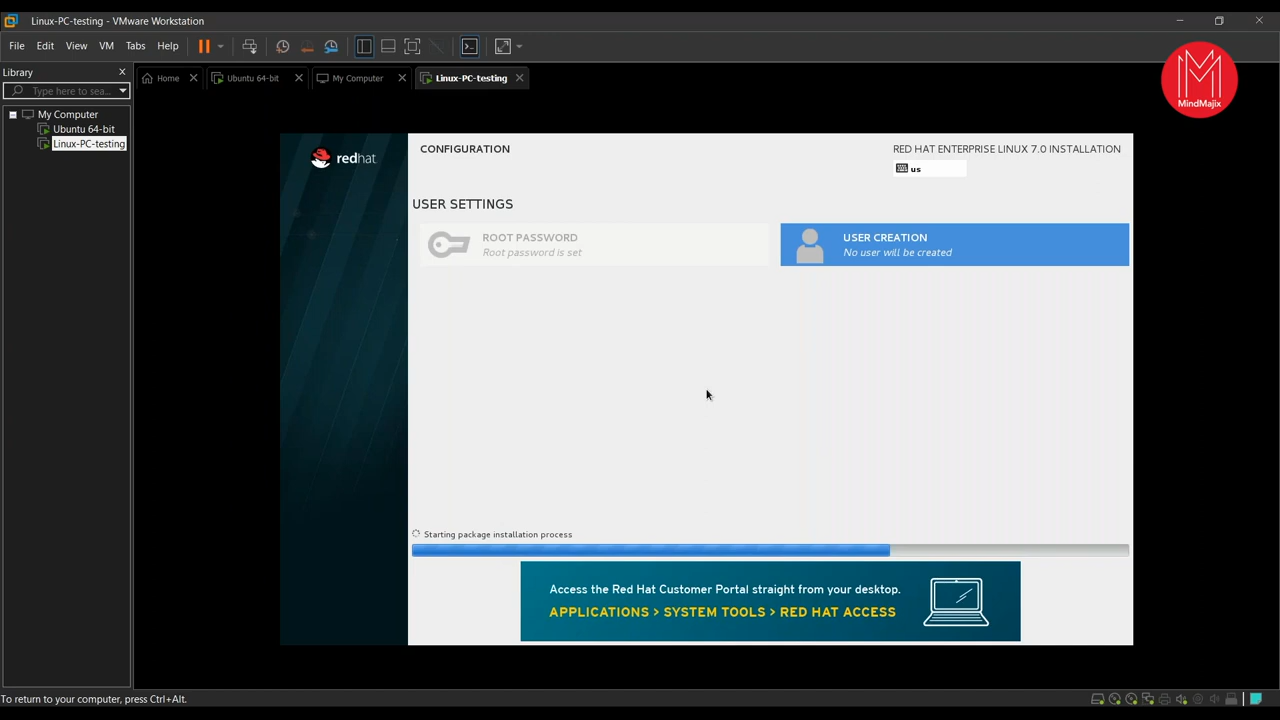 Linux-PC-testing - VMware Workstation
File Edit View VM Tabs Help
Library
Type here to sea...
Home
Ubuntu 64-bit
My Computer
Linux-PC-testing
MindMajix
My Computer
Ubuntu 64-bit
Linux-PC-testing
redhat
CONFIGURATION
RED HAT ENTERPRISE LINUX 7.0 INSTALLATION
us
USER SETTINGS
ROOT PASSWORD
Root password is set
USER CREATION
No user will be created
Starting package installation process
Access the Red Hat Customer Portal straight from your desktop.
APPLICATIONS > SYSTEM TOOLS > RED HAT ACCESS
To return to your computer, press Ctrl+Alt.